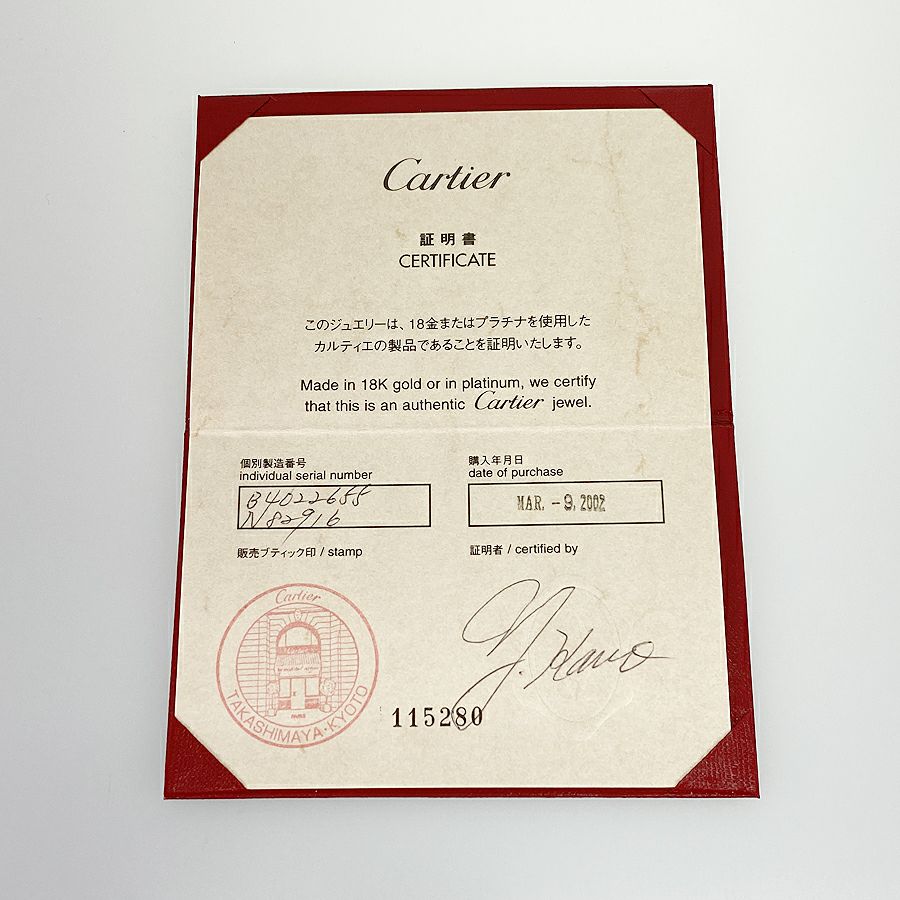 Cartier
証明書
CERTIFICATE
このジュエリーは、18金またはプラチナを使用した
カルティエの製品であることを証明いたします。
Made in 18K gold or in platinum, we certify
that this is an authentic Cartier jewel.
個別製造番号
individual serial number
B4022655
N82916
購入年月日
date of purchase
MAR. -9. 2002
販売ブティック印 / stamp
証明者 / certified by
Cartier
TAKASHIMAYA·KYOTO
115280